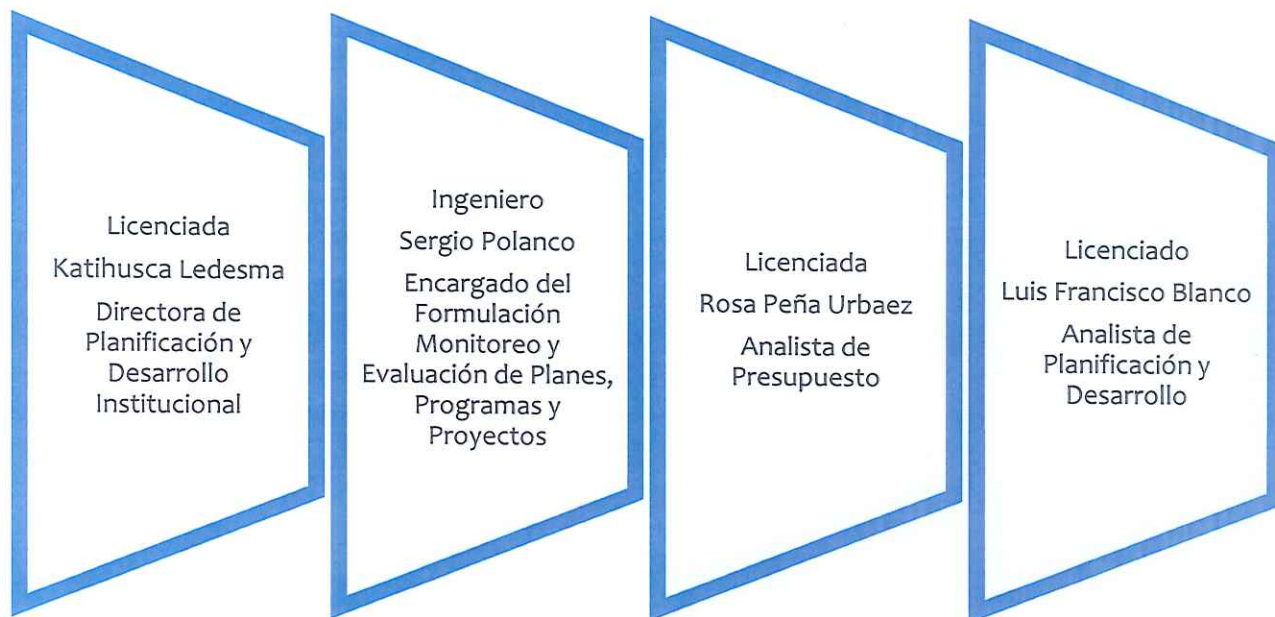 Licenciada
Katihusca Ledesma
Directora de
Planificación y
Desarrollo
Institucional
Ingeniero
Sergio Polanco
Encargado del
Formulación
Monitoreo y
Evaluación de Planes,
Programas y
Proyectos
Licenciada
Rosa Peña Urbaez
Analista de
Presupuesto
Licenciado
Luis Francisco Blanco
Analista de
Planificación y
Desarrollo